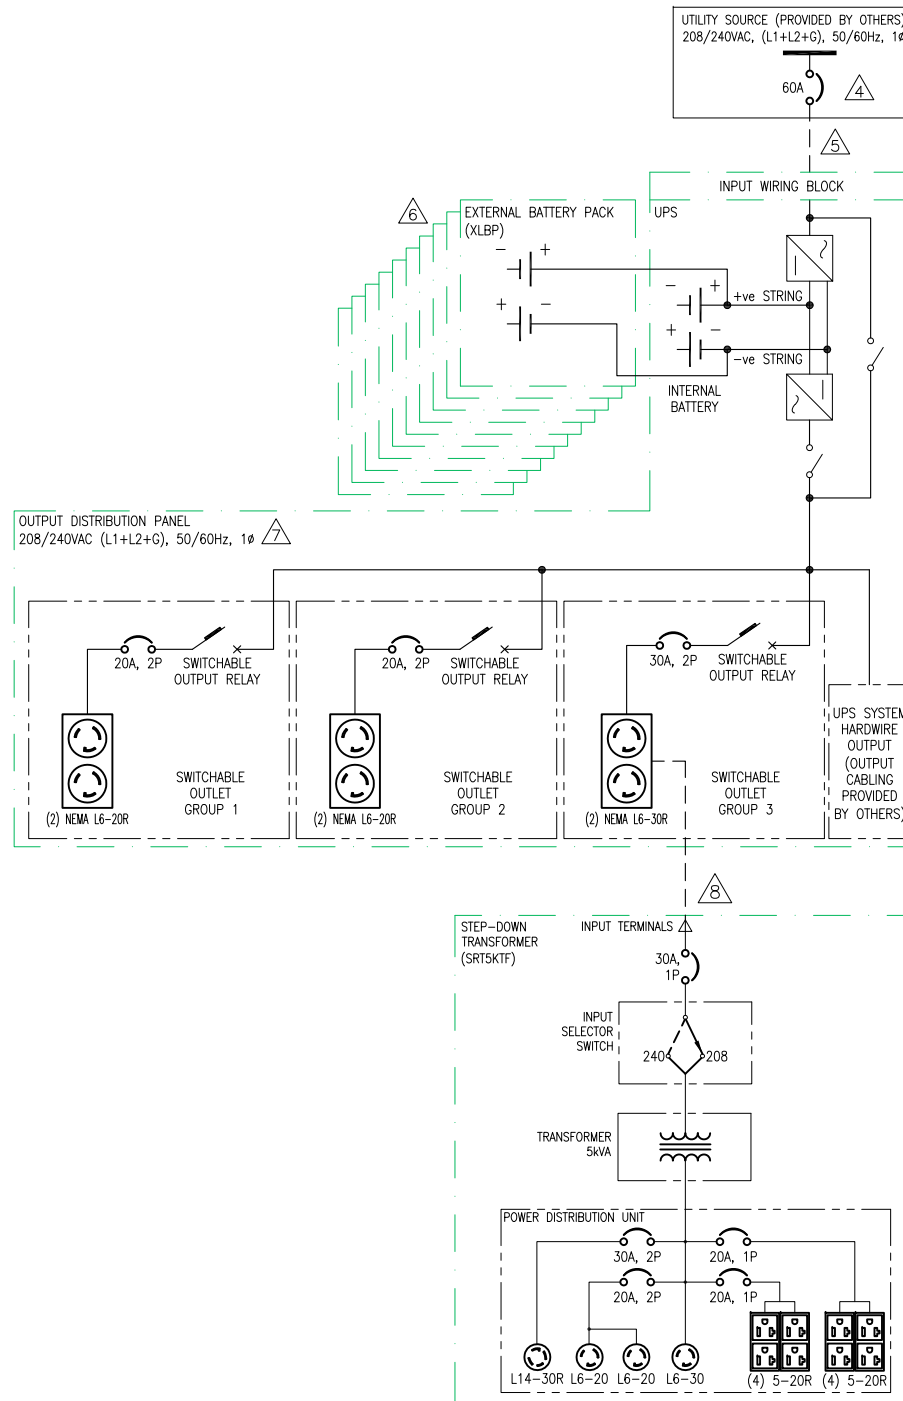 UTILITY SOURCE (PROVIDED BY OTHERS)
208/240VAC, (L1+L2+G), 50/60Hz, 1ø
60A
4
5
INPUT WIRING BLOCK
6
EXTERNAL BATTERY PACK
(XLBP)
UPS
- +
- +
+ve STRING
+ -
+ -
-ve STRING
INTERNAL
BATTERY
OUTPUT DISTRIBUTION PANEL
208/240VAC (L1+L2+G), 50/60Hz, 1ø
7
20A, 2P
SWITCHABLE
OUTPUT RELAY
20A, 2P
SWITCHABLE
OUTPUT RELAY
30A, 2P
SWITCHABLE
OUTPUT RELAY
SWITCHABLE
OUTLET
GROUP 1
(2) NEMA L6-20R
SWITCHABLE
OUTLET
GROUP 2
(2) NEMA L6-20R
SWITCHABLE
OUTLET
GROUP 3
(2) NEMA L6-30R
UPS SYSTEM
HARDWIRE
OUTPUT
(OUTPUT
CABLING
PROVIDED
BY OTHERS)
8
STEP-DOWN
TRANSFORMER
(SRT5KTF)
INPUT TERMINALS
30A,
1P
INPUT
SELECTOR
SWITCH
240
208
TRANSFORMER
5kVA
POWER DISTRIBUTION UNIT
30A, 2P
20A, 1P
20A, 2P
20A, 1P
L14-30R
L6-20
L6-20
L6-30
(4) 5-20R
(4) 5-20R